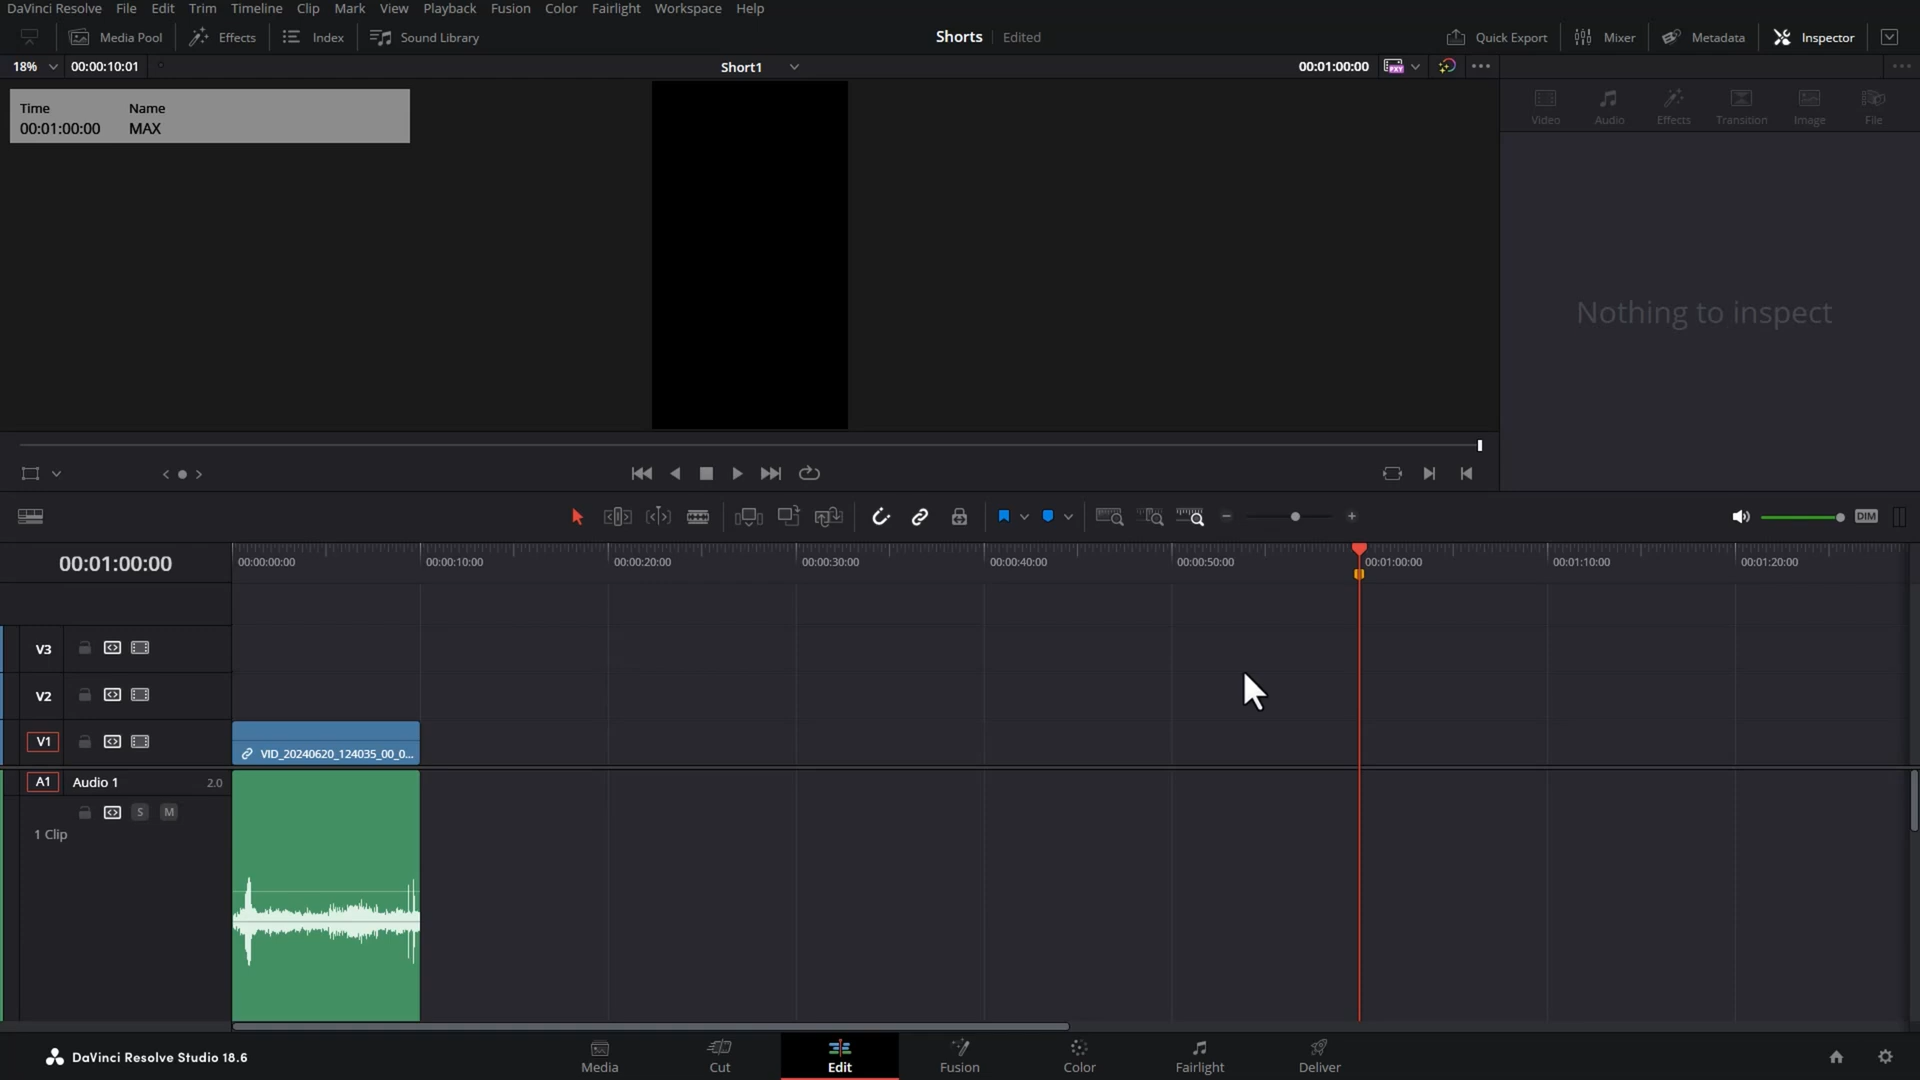 DaVinci Resolve File Edit Trim Timeline Clip Mark View Playback Fusion Color Fairlight Workspace Help
Media Pool Effects Index Sound Library Shorts Edited Quick Export Mixer Metadata Inspector
18% 00:00:10:01 Short1 00:01:00:00 PXY
Time Name
00:01:00:00 MAX
Video Audio Effects Transition Image File
Nothing to inspect
DIM
00:01:00:00 00:00:00:00 00:00:10:00 00:00:20:00 00:00:30:00 00:00:40:00 00:00:50:00 00:01:00:00 00:01:10:00 00:01:20:00
V3
V2
V1 VID_20240620_124035_00_0...
A1 Audio 1 2.0
S M
1 Clip
DaVinci Resolve Studio 18.6 Media Cut Edit Fusion Color Fairlight Deliver